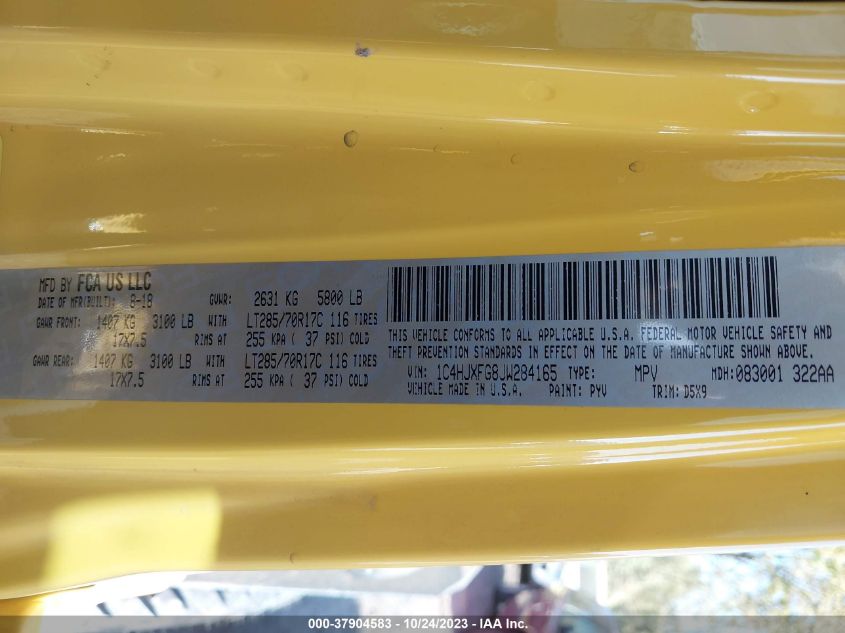 MFD BY FCA US LLC
DATE OF MFR(BUILT): 8-18 GVWR: 2631 KG 5800 LB
GAWR FRONT: 1407 KG 3100 LB WITH LT285/70R17C 116 TIRES
17X7.5 RIMS AT 255 KPA ( 37 PSI) COLD
GAWR REAR: 1407 KG 3100 LB WITH LT285/70R17C 116 TIRES
17X7.5 RIMS AT 255 KPA ( 37 PSI) COLD
THIS VEHICLE CONFORMS TO ALL APPLICABLE U.S.A. FEDERAL MOTOR VEHICLE SAFETY AND
THEFT PREVENTION STANDARDS IN EFFECT ON THE DATE OF MANUFACTURE SHOWN ABOVE.
VIN: 1C4HJXFG8JW284165 TYPE: MPV MDH: 083001 322AA
VEHICLE MADE IN U.S.A. PAINT: PYV TRIM: D5X9
000-37904583 - 10/24/2023 - IAA Inc.